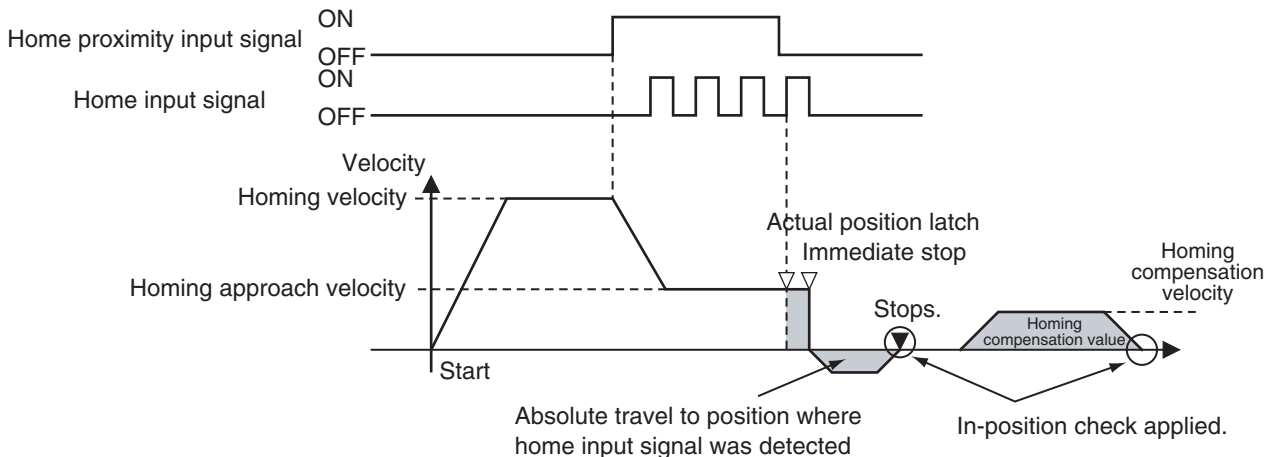 ON
Home proximity input signal
OFF
ON
Home input signal
OFF
Velocity
Homing velocity
Actual position latch
Immediate stop
Homing
compensation
velocity
Homing approach velocity
Stops.
Homing
compensation value
Start
Absolute travel to position where
home input signal was detected
In-position check applied.